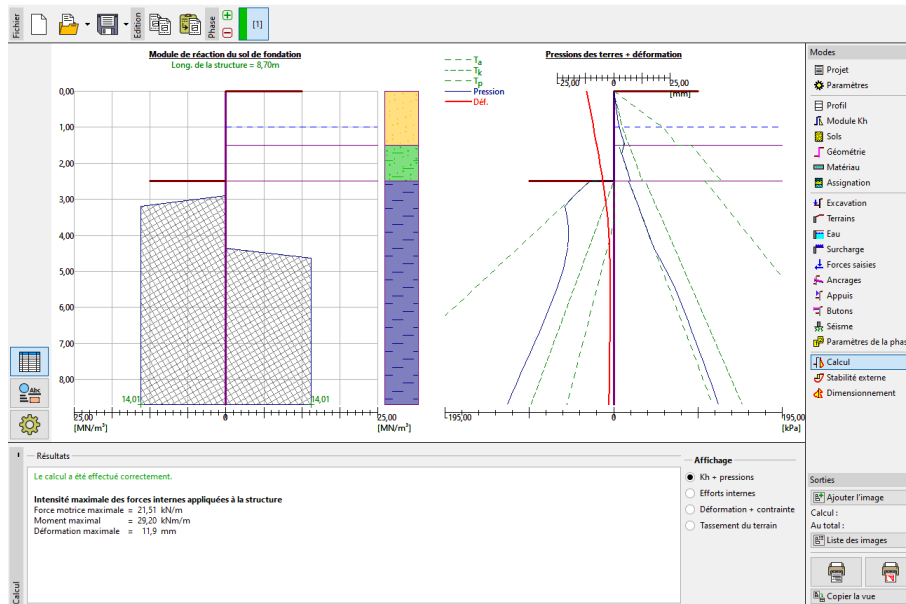 Fichier
Edition
Phase
[1]
Module de réaction du sol de fondation
Long. de la structure = 8,70m
0,00
1,00
2,00
3,00
4,00
5,00
6,00
7,00
8,00
14,01
14,01
25,00
0
25,00
[MN/m³]
[MN/m³]
Ta
Tk
Tp
Pression
Déf.
Pressions des terres + déformation
-25,00
0
25,00
[mm]
-195,00
0
195,00
[kPa]
Modes
Projet
Paramètres
Profil
Module Kh
Sols
Géométrie
Matériau
Assignation
Excavation
Terrains
Eau
Surcharge
Forces saisies
Ancrages
Appuis
Butons
Séisme
Paramètres de la phas
Calcul
Stabilité externe
Dimensionnement
Résultats
Le calcul a été effectué correctement.
Intensité maximale des forces internes appliquées à la structure
Force motrice maximale = 21,51 kN/m
Moment maximal = 29,20 kNm/m
Déformation maximale = 11,9 mm
Affichage
Kh + pressions
Efforts internes
Déformation + contrainte
Tassement du terrain
Sorties
Ajouter l'image
Calcul :
Au total :
Liste des images
Copier la vue
Calcul
Abc